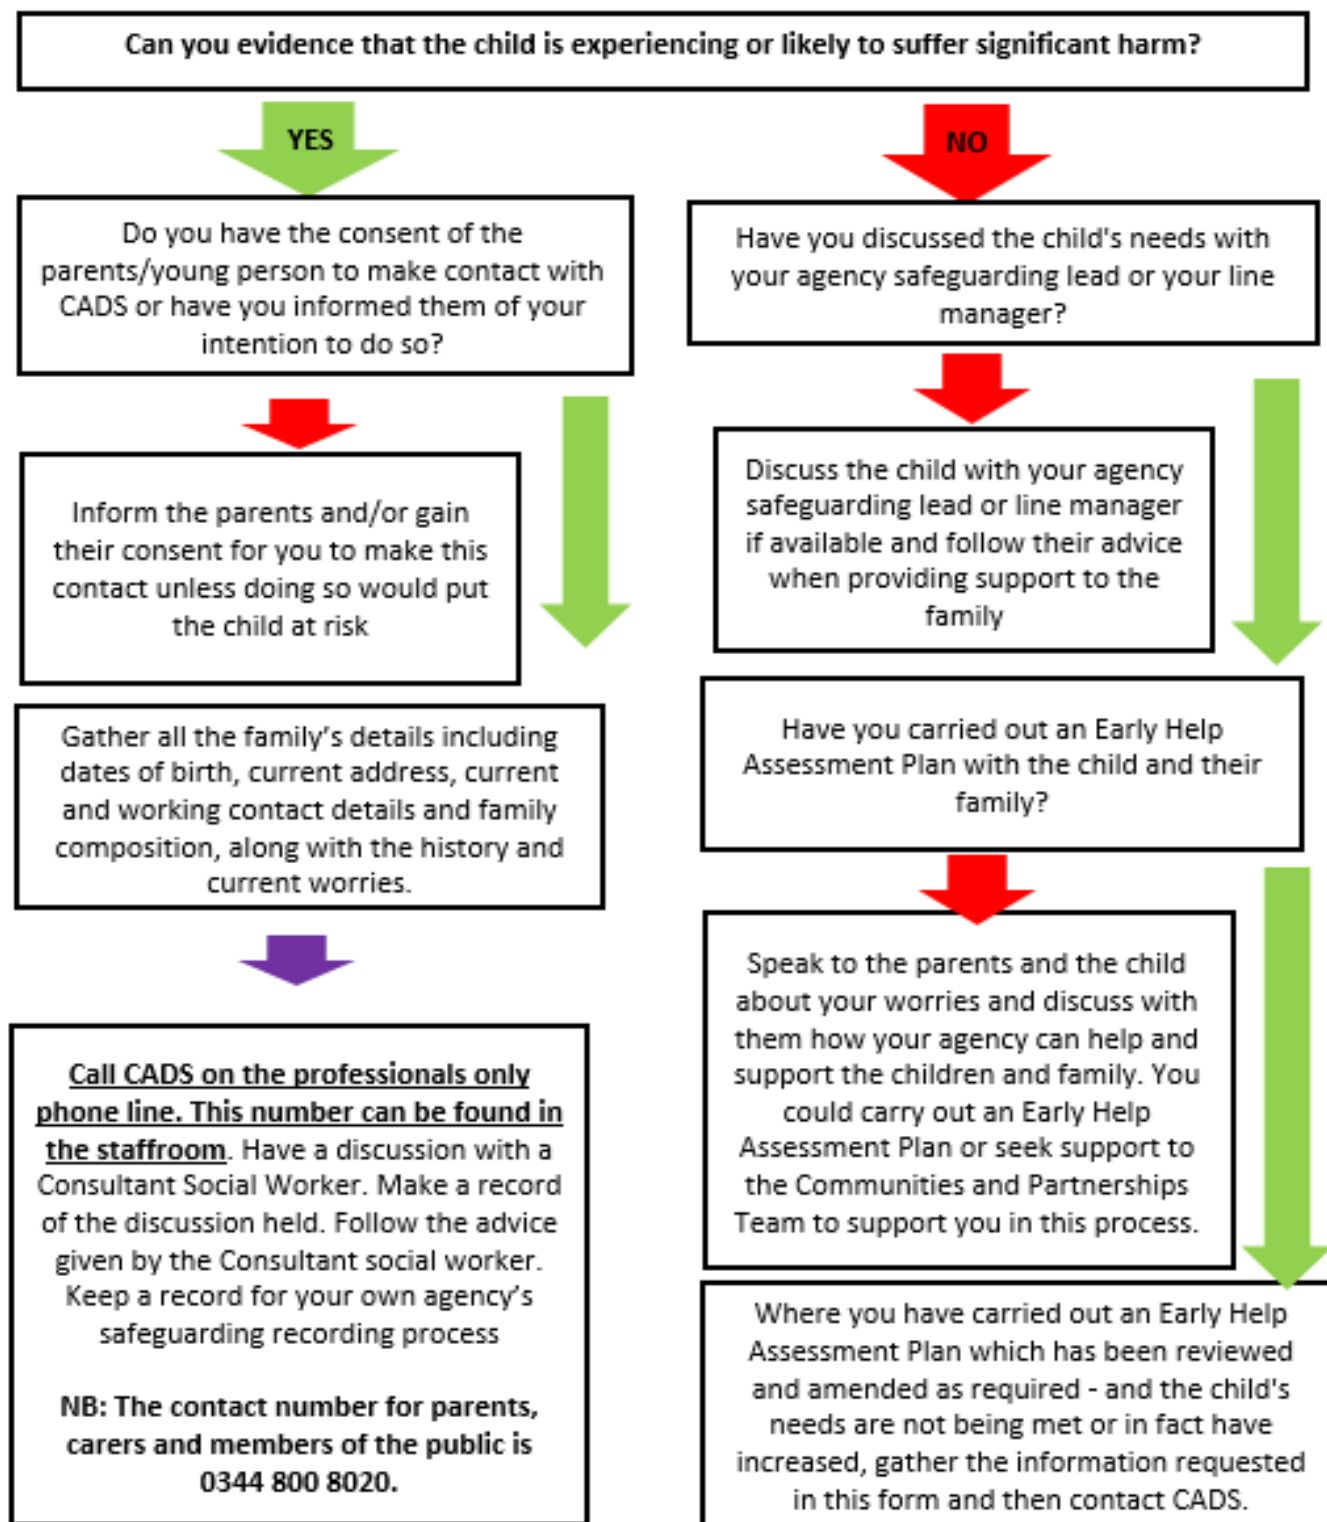 Can you evidence that the child is experiencing or likely to suffer significant harm?
YES
Do you have the consent of the
parents/young person to make contact with
CADS or have you informed them of your
intention to do so?
Inform the parents and/or gain
their consent for you to make this
contact unless doing so would put
the child at risk
Gather all the family’s details including
dates of birth, current address, current
and working contact details and family
composition, along with the history and
current worries.
Call CADS on the professionals only
phone line. This number can be found in
the staffroom. Have a discussion with a
Consultant Social Worker. Make a record
of the discussion held. Follow the advice
given by the Consultant social worker.
Keep a record for your own agency’s
safeguarding recording process
NB: The contact number for parents,
carers and members of the public is
0344 800 8020.
NO
Have you discussed the child's needs with
your agency safeguarding lead or your line
manager?
Discuss the child with your agency
safeguarding lead or line manager
if available and follow their advice
when providing support to the
family
Have you carried out an Early Help
Assessment Plan with the child and their
family?
Speak to the parents and the child
about your worries and discuss with
them how your agency can help and
support the children and family. You
could carry out an Early Help
Assessment Plan or seek support to
the Communities and Partnerships
Team to support you in this process.
Where you have carried out an Early Help
Assessment Plan which has been reviewed
and amended as required - and the child's
needs are not being met or in fact have
increased, gather the information requested
in this form and then contact CADS.